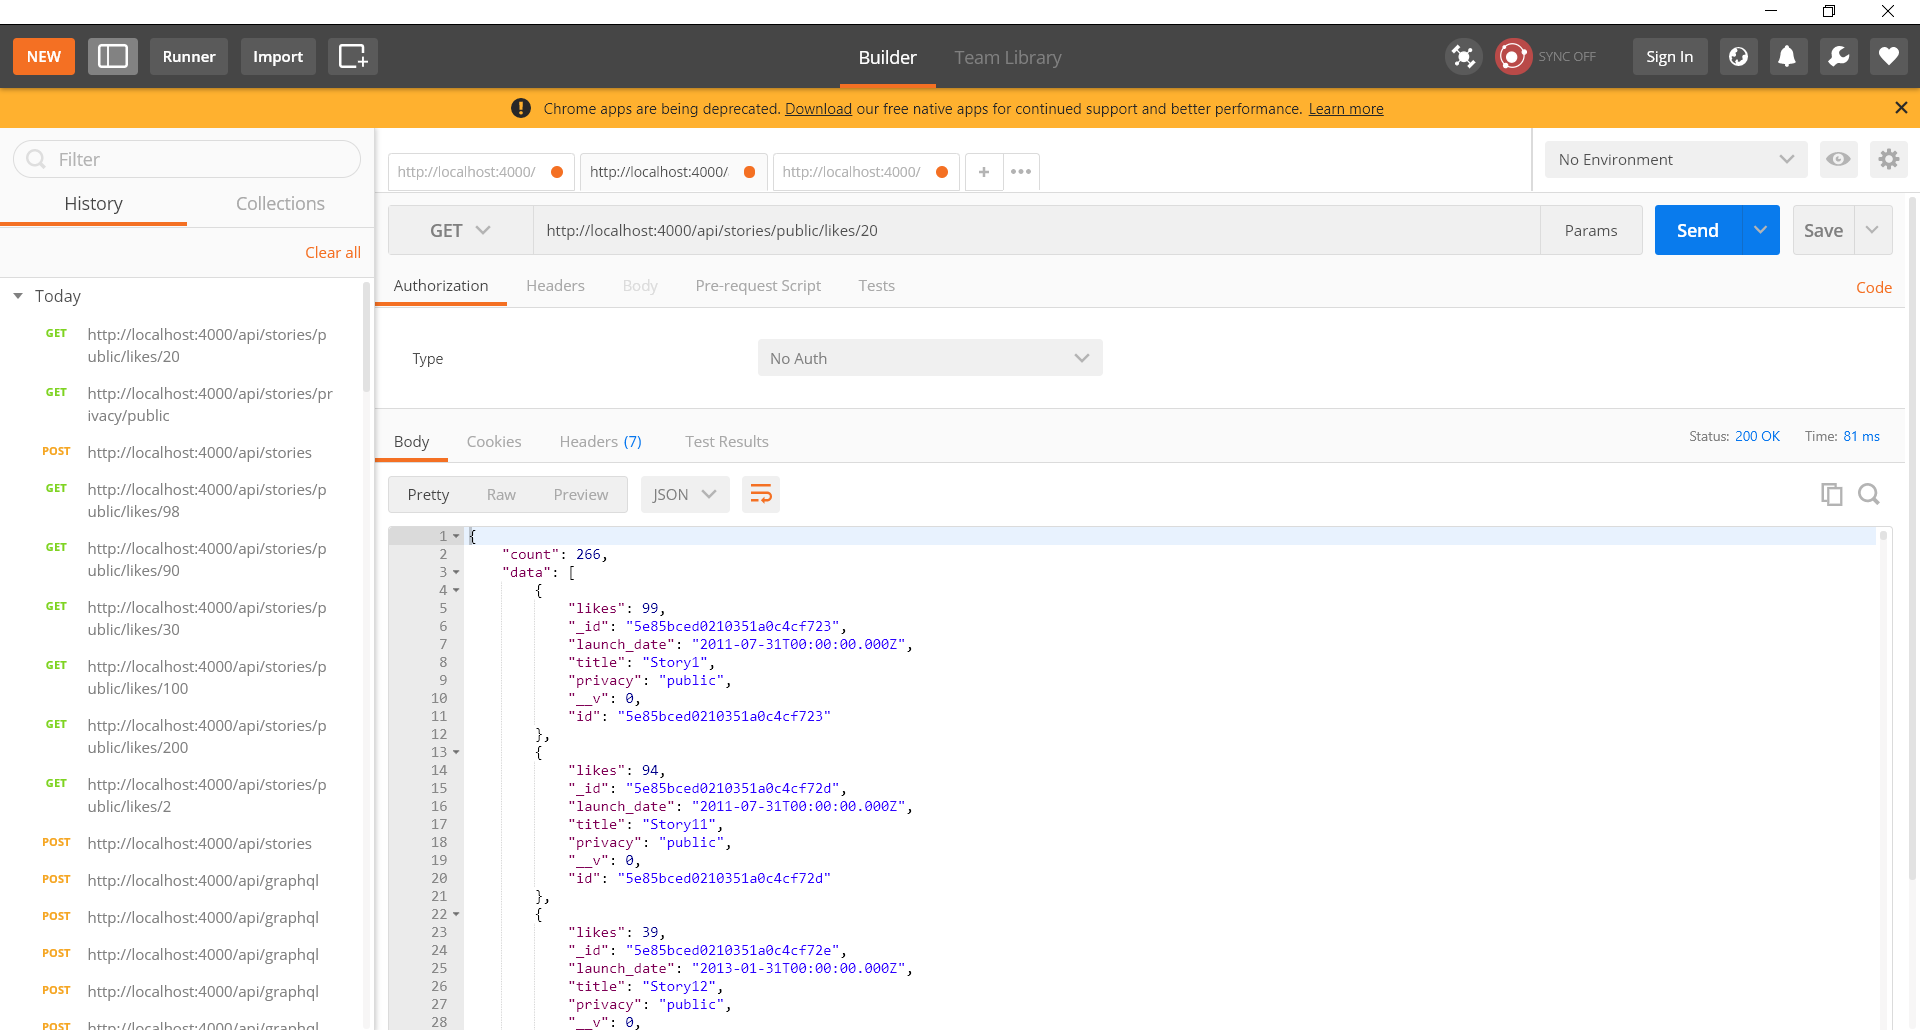 NEW
Runner
Import
Builder
Team Library
SYNC OFF
Sign In
Chrome apps are being deprecated. Download our free native apps for continued support and better performance. Learn more
Filter
History
Collections
Clear all
Today
GET http://localhost:4000/api/stories/p
ublic/likes/20
GET http://localhost:4000/api/stories/pr
ivacy/public
POST http://localhost:4000/api/stories
GET http://localhost:4000/api/stories/p
ublic/likes/98
GET http://localhost:4000/api/stories/p
ublic/likes/90
GET http://localhost:4000/api/stories/p
ublic/likes/30
GET http://localhost:4000/api/stories/p
ublic/likes/100
GET http://localhost:4000/api/stories/p
ublic/likes/200
GET http://localhost:4000/api/stories/p
ublic/likes/2
POST http://localhost:4000/api/stories
POST http://localhost:4000/api/graphql
POST http://localhost:4000/api/graphql
POST http://localhost:4000/api/graphql
POST http://localhost:4000/api/graphql
POST http://localhost:4000/api/graphql
http://localhost:4000/
http://localhost:4000/
http://localhost:4000/
+
•••
No Environment
GET
http://localhost:4000/api/stories/public/likes/20
Params
Send
Save
Authorization
Headers
Body
Pre-request Script
Tests
Code
Type
No Auth
Body
Cookies
Headers (7)
Test Results
Status: 200 OK
Time: 81 ms
Pretty
Raw
Preview
JSON
1 {
2 "count": 266,
3 "data": [
4 {
5 "likes": 99,
6 "_id": "5e85bced0210351a0c4cf723",
7 "launch_date": "2011-07-31T00:00:00.000Z",
8 "title": "Story1",
9 "privacy": "public",
10 "__v": 0,
11 "id": "5e85bced0210351a0c4cf723"
12 },
13 {
14 "likes": 94,
15 "_id": "5e85bced0210351a0c4cf72d",
16 "launch_date": "2011-07-31T00:00:00.000Z",
17 "title": "Story11",
18 "privacy": "public",
19 "__v": 0,
20 "id": "5e85bced0210351a0c4cf72d"
21 },
22 {
23 "likes": 39,
24 "_id": "5e85bced0210351a0c4cf72e",
25 "launch_date": "2013-01-31T00:00:00.000Z",
26 "title": "Story12",
27 "privacy": "public",
28 "__v": 0,